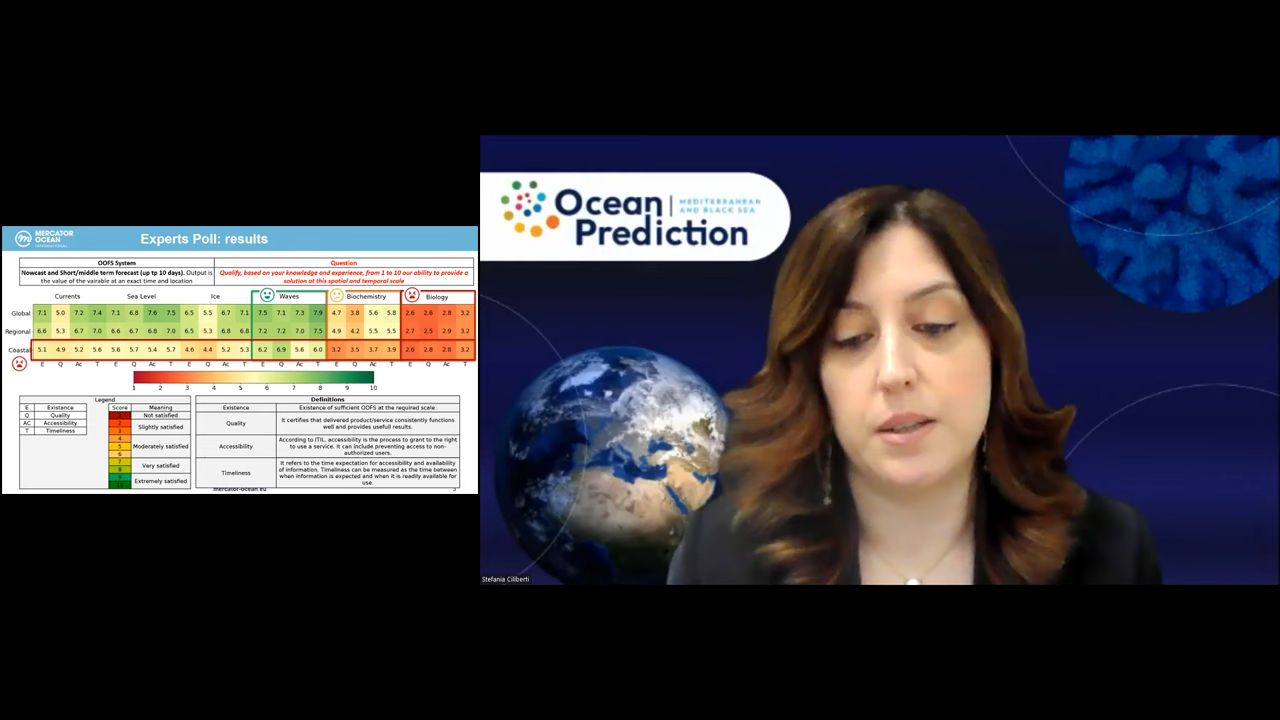 MERCATOR
OCEAN
INTERNATIONAL
Experts Poll: results
OOFS System
Question
Nowcast and Short/middle term forecast (up tp 10 days). Output is
the value of the vairable at an exact time and location
Qualify, based on your knowledge and experience, from 1 to 10 our ability to provide a
solution at this spatial and temporal scale
Currents Sea Level Ice Waves Biochemistry Biology
Global 7.1 5.0 7.2 7.4 7.1 6.8 7.6 7.5 6.5 5.5 6.7 6.8 7.5 7.1 7.3 7.9 4.7 3.8 5.6 5.8 2.6 2.6 2.8 3.2
Regional 6.6 5.3 6.7 7.0 6.6 6.7 6.8 7.0 6.5 5.3 6.8 7.1 7.2 7.2 7.0 7.5 4.9 4.2 5.5 5.5 2.7 2.5 2.9 3.2
Coastal 5.1 4.9 5.2 5.6 5.6 5.7 5.4 5.7 4.6 4.4 5.2 5.3 6.2 6.9 5.6 6.0 3.2 3.5 3.7 3.9 2.6 2.8 2.8 3.2
E Q Ac T E Q Ac T E Q Ac T E Q Ac T E Q Ac T E Q Ac T
1 2 3 4 5 6 7 8 9 10
Legend
E Existance
Q Quality
AC Accessibility
T Timeliness
Score Meaning
Not satisfied
2
3
Slightly satisfied
4
5
6
Moderately satisfied
7
8
Very satisfied
9
Extremely satisfied
Definitions
Existence
Existence of sufficient OOFS at the required scale.
Quality
It certifies that delivered product/service consistently functions
well and provides usefull results.
Accessibility
According to ITIL, accessibility is the process to grant to the right
to use a service. It can include preventing access to non-
authorized users.
Timeliness
It refers to the time expectation for accessibility and availability
of information. Timeliness can be measured as the time between
when information is expected and when it is readily available for
use.
mercator-ocean.eu
3
Ocean
Prediction
MEDITERRANEAN
AND BLACK SEA
Stefania Ciliberti